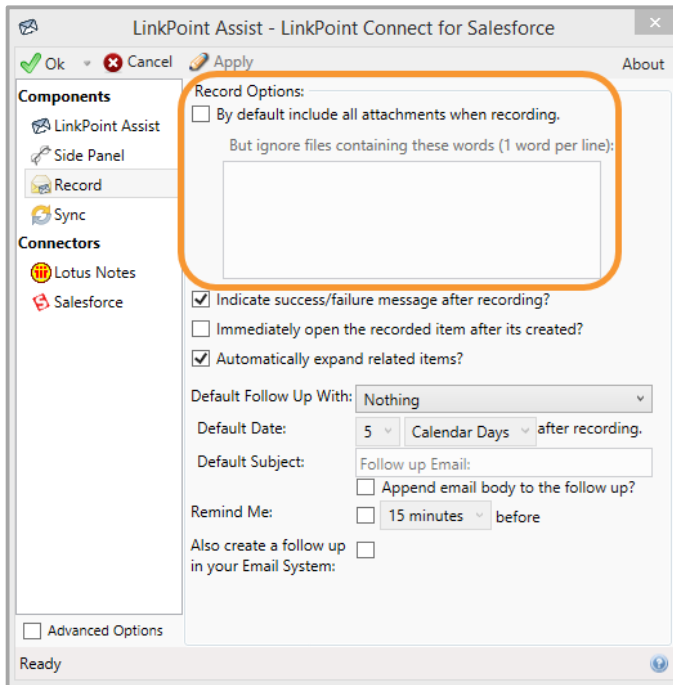 LinkPoint Assist - LinkPoint Connect for Salesforce
Ok Cancel Apply About
Components
LinkPoint Assist
Side Panel
Record
Sync
Connectors
Lotus Notes
Salesforce
Advanced Options
Record Options:
By default include all attachments when recording.
But ignore files containing these words (1 word per line):
Indicate success/failure message after recording?
Immediately open the recorded item after its created?
Automatically expand related items?
Default Follow Up With: Nothing
Default Date: 5 Calendar Days after recording.
Default Subject: Follow up Email:
Append email body to the follow up?
Remind Me: 15 minutes before
Also create a follow up
in your Email System:
Ready